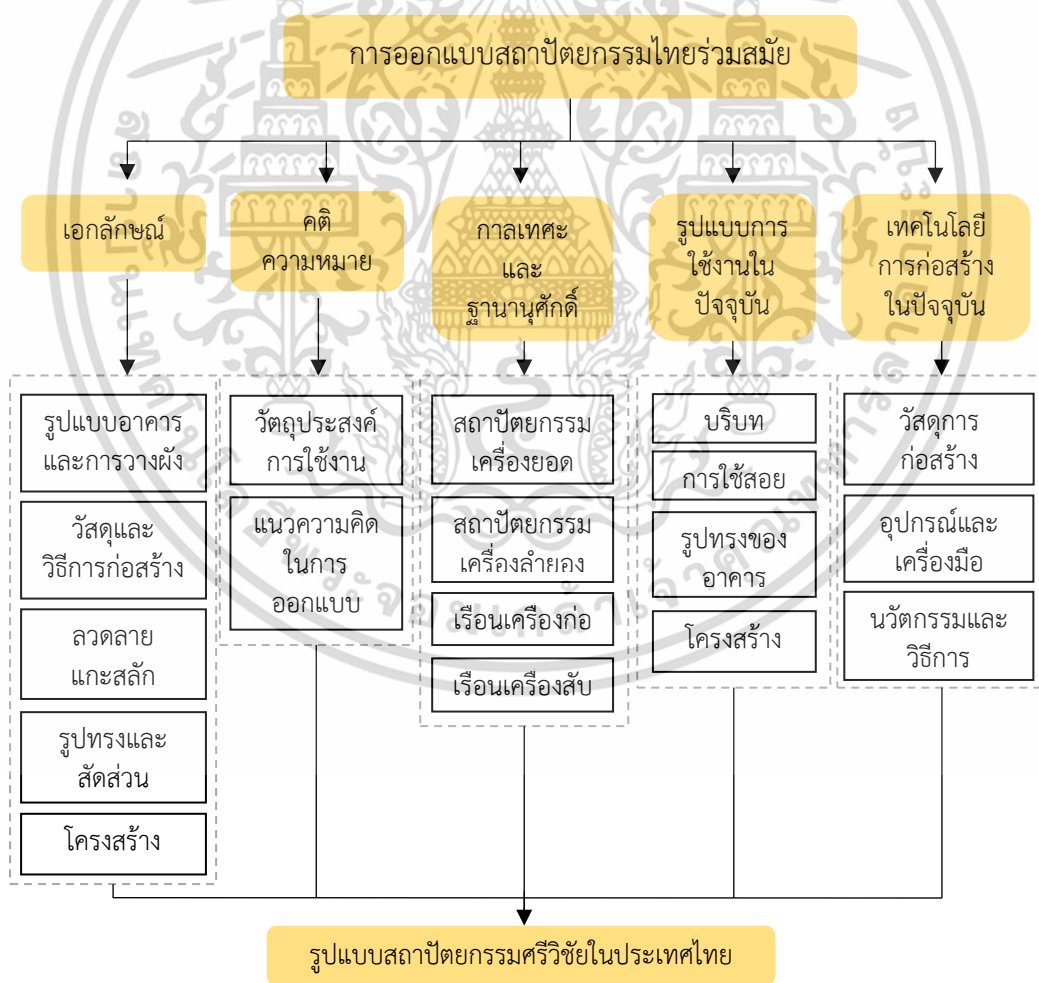 การออกแบบสถาปัตยกรรมไทยร่วมสมัย
เอกลักษณ์
คติ
ความหมาย
กาลเทศะ
และ
ฐานานุศักดิ์
รูปแบบการ
ใช้งานใน
ปัจจุบัน
เทคโนโลยี
การก่อสร้าง
ในปัจจุบัน
รูปแบบอาคาร
และการวางผัง
วัสดุและ
วิธีการก่อสร้าง
ลวดลาย
แกะสลัก
รูปทรงและ
สัดส่วน
โครงสร้าง
วัตถุประสงค์
การใช้งาน
แนวความคิด
ในการ
ออกแบบ
สถาปัตยกรรม
เครื่องยอด
สถาปัตยกรรม
เครื่องลำยอง
เรือนเครื่องก่อ
เรือนเครื่องสับ
บริบท
การใช้สอย
รูปทรงของ
อาคาร
โครงสร้าง
วัสดุการ
ก่อสร้าง
อุปกรณ์และ
เครื่องมือ
นวัตกรรมและ
วิธีการ
รูปแบบสถาปัตยกรรมศรีวิชัยในประเทศไทย